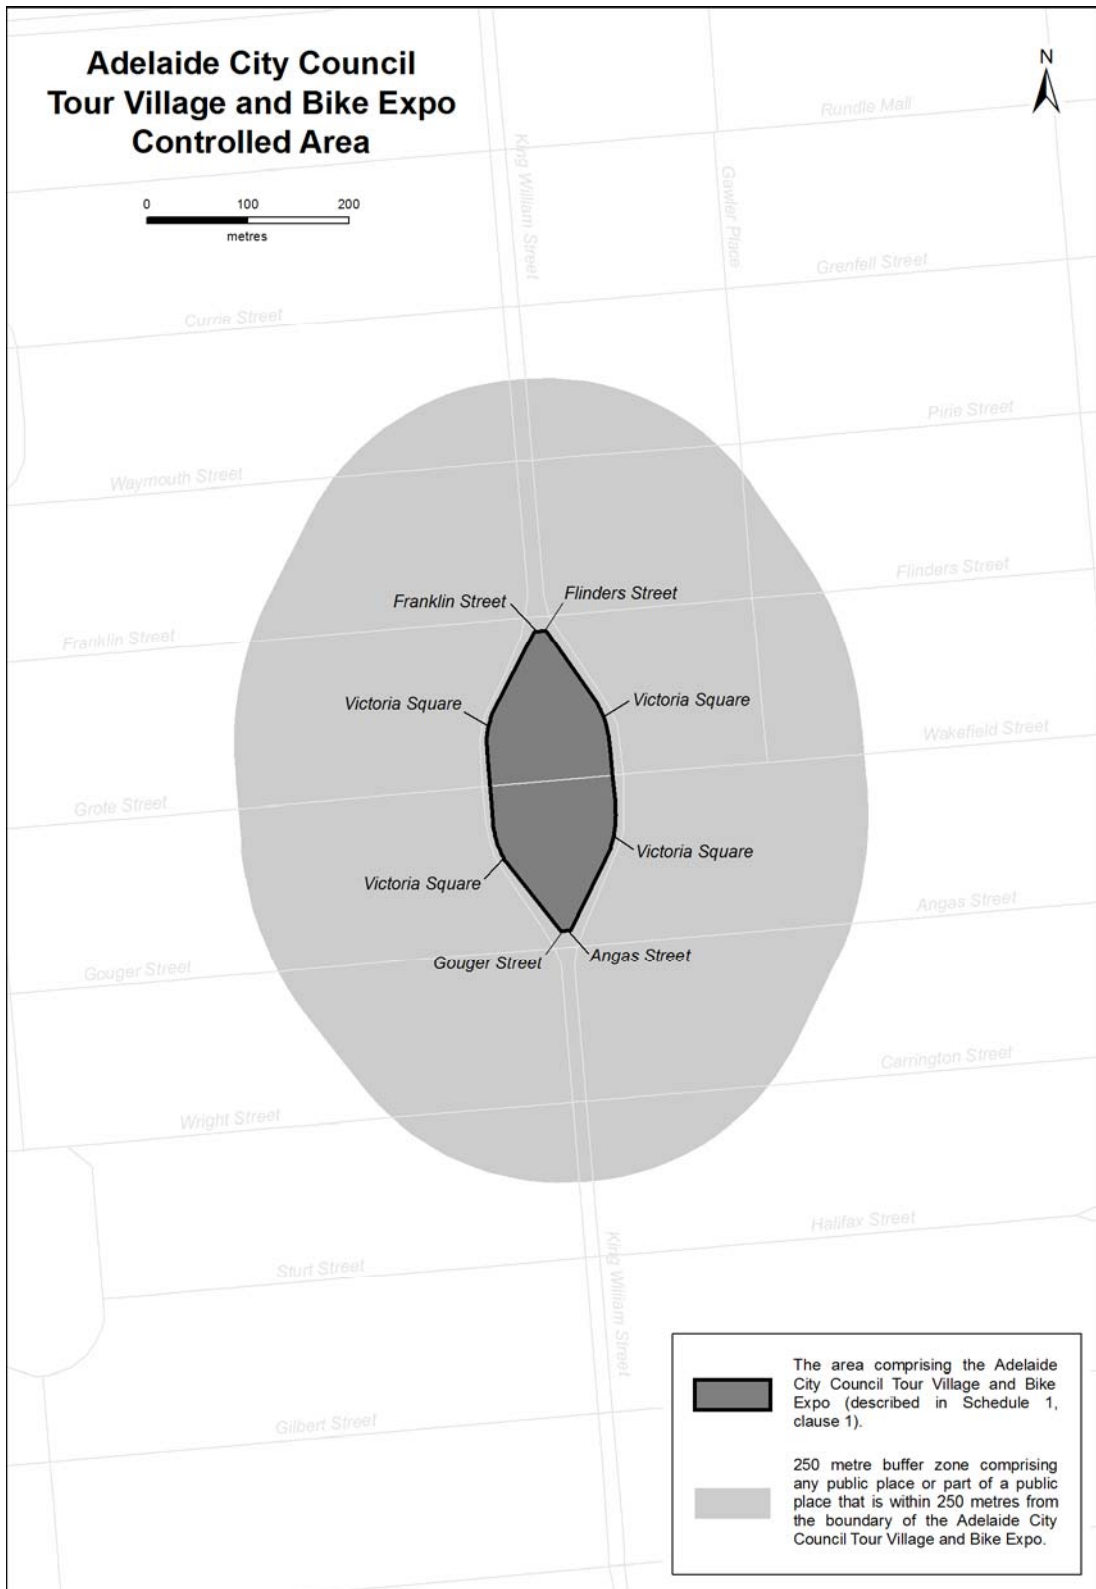 Adelaide City Council
Tour Village and Bike Expo
Controlled Area
N
0 100 200
metres
Rundle Mall
King William Street
Gawler Place
Grenfell Street
Currie Street
Pirie Street
Waymouth Street
Flinders Street
Franklin Street
Flinders Street
Franklin Street
Victoria Square
Victoria Square
Wakefield Street
Grote Street
Victoria Square
Victoria Square
Angas Street
Gouger Street
Gouger Street
Angas Street
Carrington Street
Wright Street
Halifax Street
Sturt Street
King William Street
Gilbert Street
The area comprising the Adelaide
City Council Tour Village and Bike
Expo (described in Schedule 1,
clause 1).
250 metre buffer zone comprising
any public place or part of a public
place that is within 250 metres from
the boundary of the Adelaide City
Council Tour Village and Bike Expo.